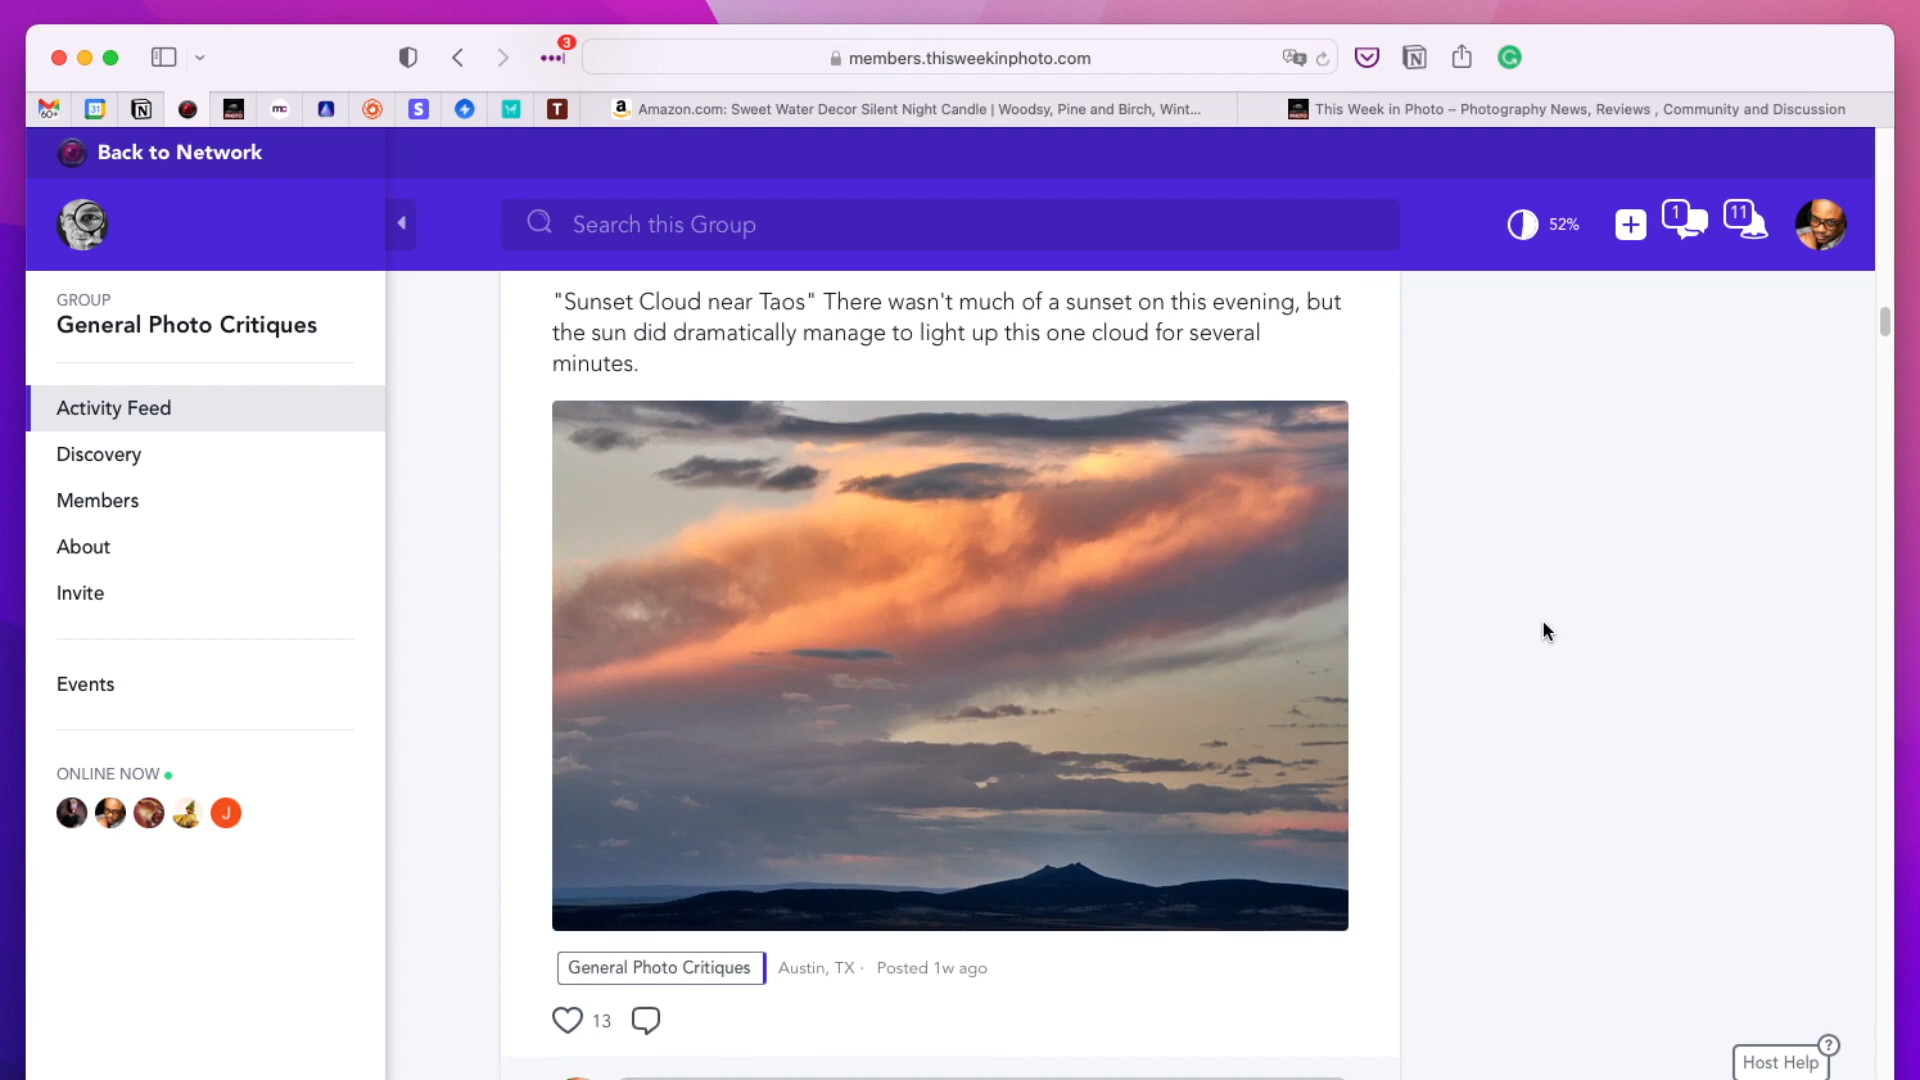 3
members.thisweekinphoto.com
60+
31
mc
S
T
a Amazon.com: Sweet Water Decor Silent Night Candle | Woodsy, Pine and Birch, Wint...
This Week in Photo – Photography News, Reviews , Community and Discussion
Back to Network
Search this Group
52%
1
11
GROUP
General Photo Critiques
Activity Feed
Discovery
Members
About
Invite
Events
ONLINE NOW
J
"Sunset Cloud near Taos" There wasn't much of a sunset on this evening, but
the sun did dramatically manage to light up this one cloud for several
minutes.
General Photo Critiques Austin, TX · Posted 1w ago
13
Host Help ?